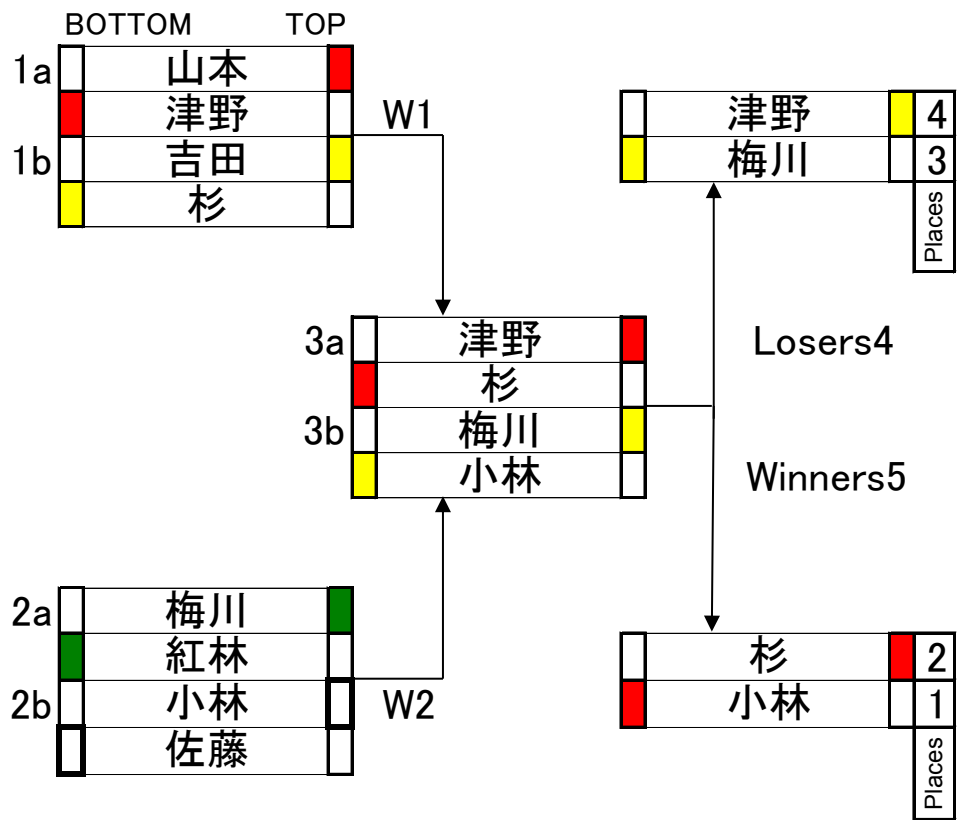 BOTTOM TOP
1a 山本
津野
1b 吉田
杉
W1
津野 4
梅川 3
Places
3a 津野
杉
3b 梅川
小林
Losers4
Winners5
2a 梅川
紅林
2b 小林
佐藤
W2
杉 2
小林 1
Places